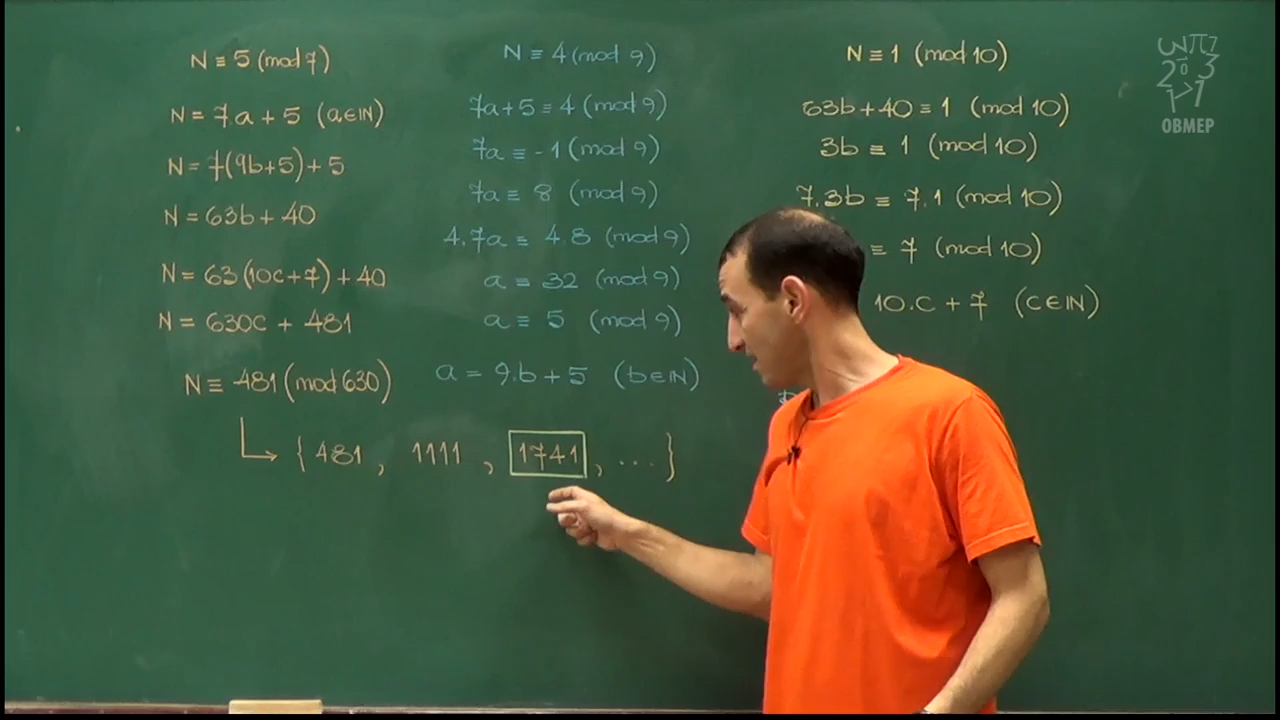 N ≡ 5 (mod 7)
N = 7a + 5 (a∈IN)
N = 7(9b+5) + 5
N = 63b + 40
N = 63(10c+7) + 40
N = 630c + 481
N ≡ 481 (mod 630)
N ≡ 4 (mod 9)
7a+5 ≡ 4 (mod 9)
7a ≡ -1 (mod 9)
7a ≡ 8 (mod 9)
4.7a ≡ 4.8 (mod 9)
a ≡ 32 (mod 9)
a ≡ 5 (mod 9)
a = 9.b + 5 (b∈IN)
N ≡ 1 (mod 10)
63b + 40 ≡ 1 (mod 10)
3b ≡ 1 (mod 10)
7.3b ≡ 7.1 (mod 10)
≡ 7 (mod 10)
10.c + 7 (c∈IN)
{ 481 , 1111 , 1741 , ... }
OBMEP